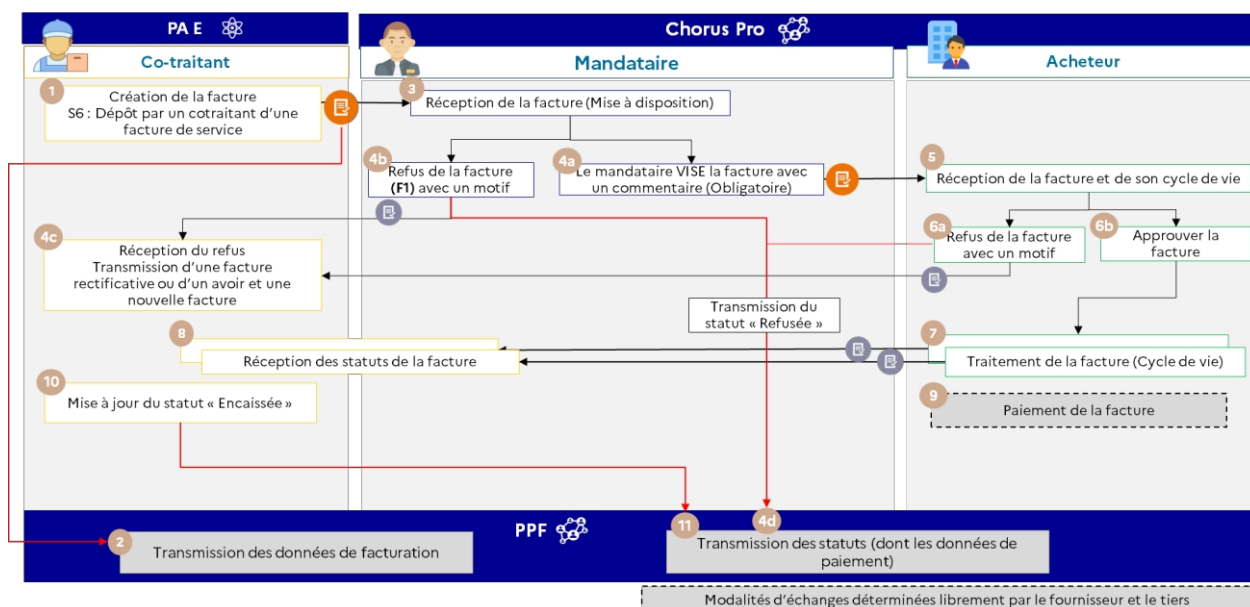 PA E
Chorus Pro
Co-traitant
Mandataire
Acheteur
1
Création de la facture
S6 : Dépôt par un cotraitant d’une
facture de service
3
Réception de la facture (Mise à disposition)
4b
Refus de la facture
(F1) avec un motif
4a
Le mandataire VISE la facture avec
un commentaire (Obligatoire)
5
Réception de la facture et de son cycle de vie
6a
Refus de la facture
avec un motif
6b
Approuver la
facture
4c
Réception du refus
Transmission d’une facture
rectificative ou d’un avoir et une
nouvelle facture
Transmission du
statut « Refusée »
8
Réception des statuts de la facture
7
Traitement de la facture (Cycle de vie)
10
Mise à jour du statut « Encaissée »
9
Paiement de la facture
PPF
2
Transmission des données de facturation
11
4d
Transmission des statuts (dont les données de
paiement)
Modalités d’échanges déterminées librement par le fournisseur et le tiers